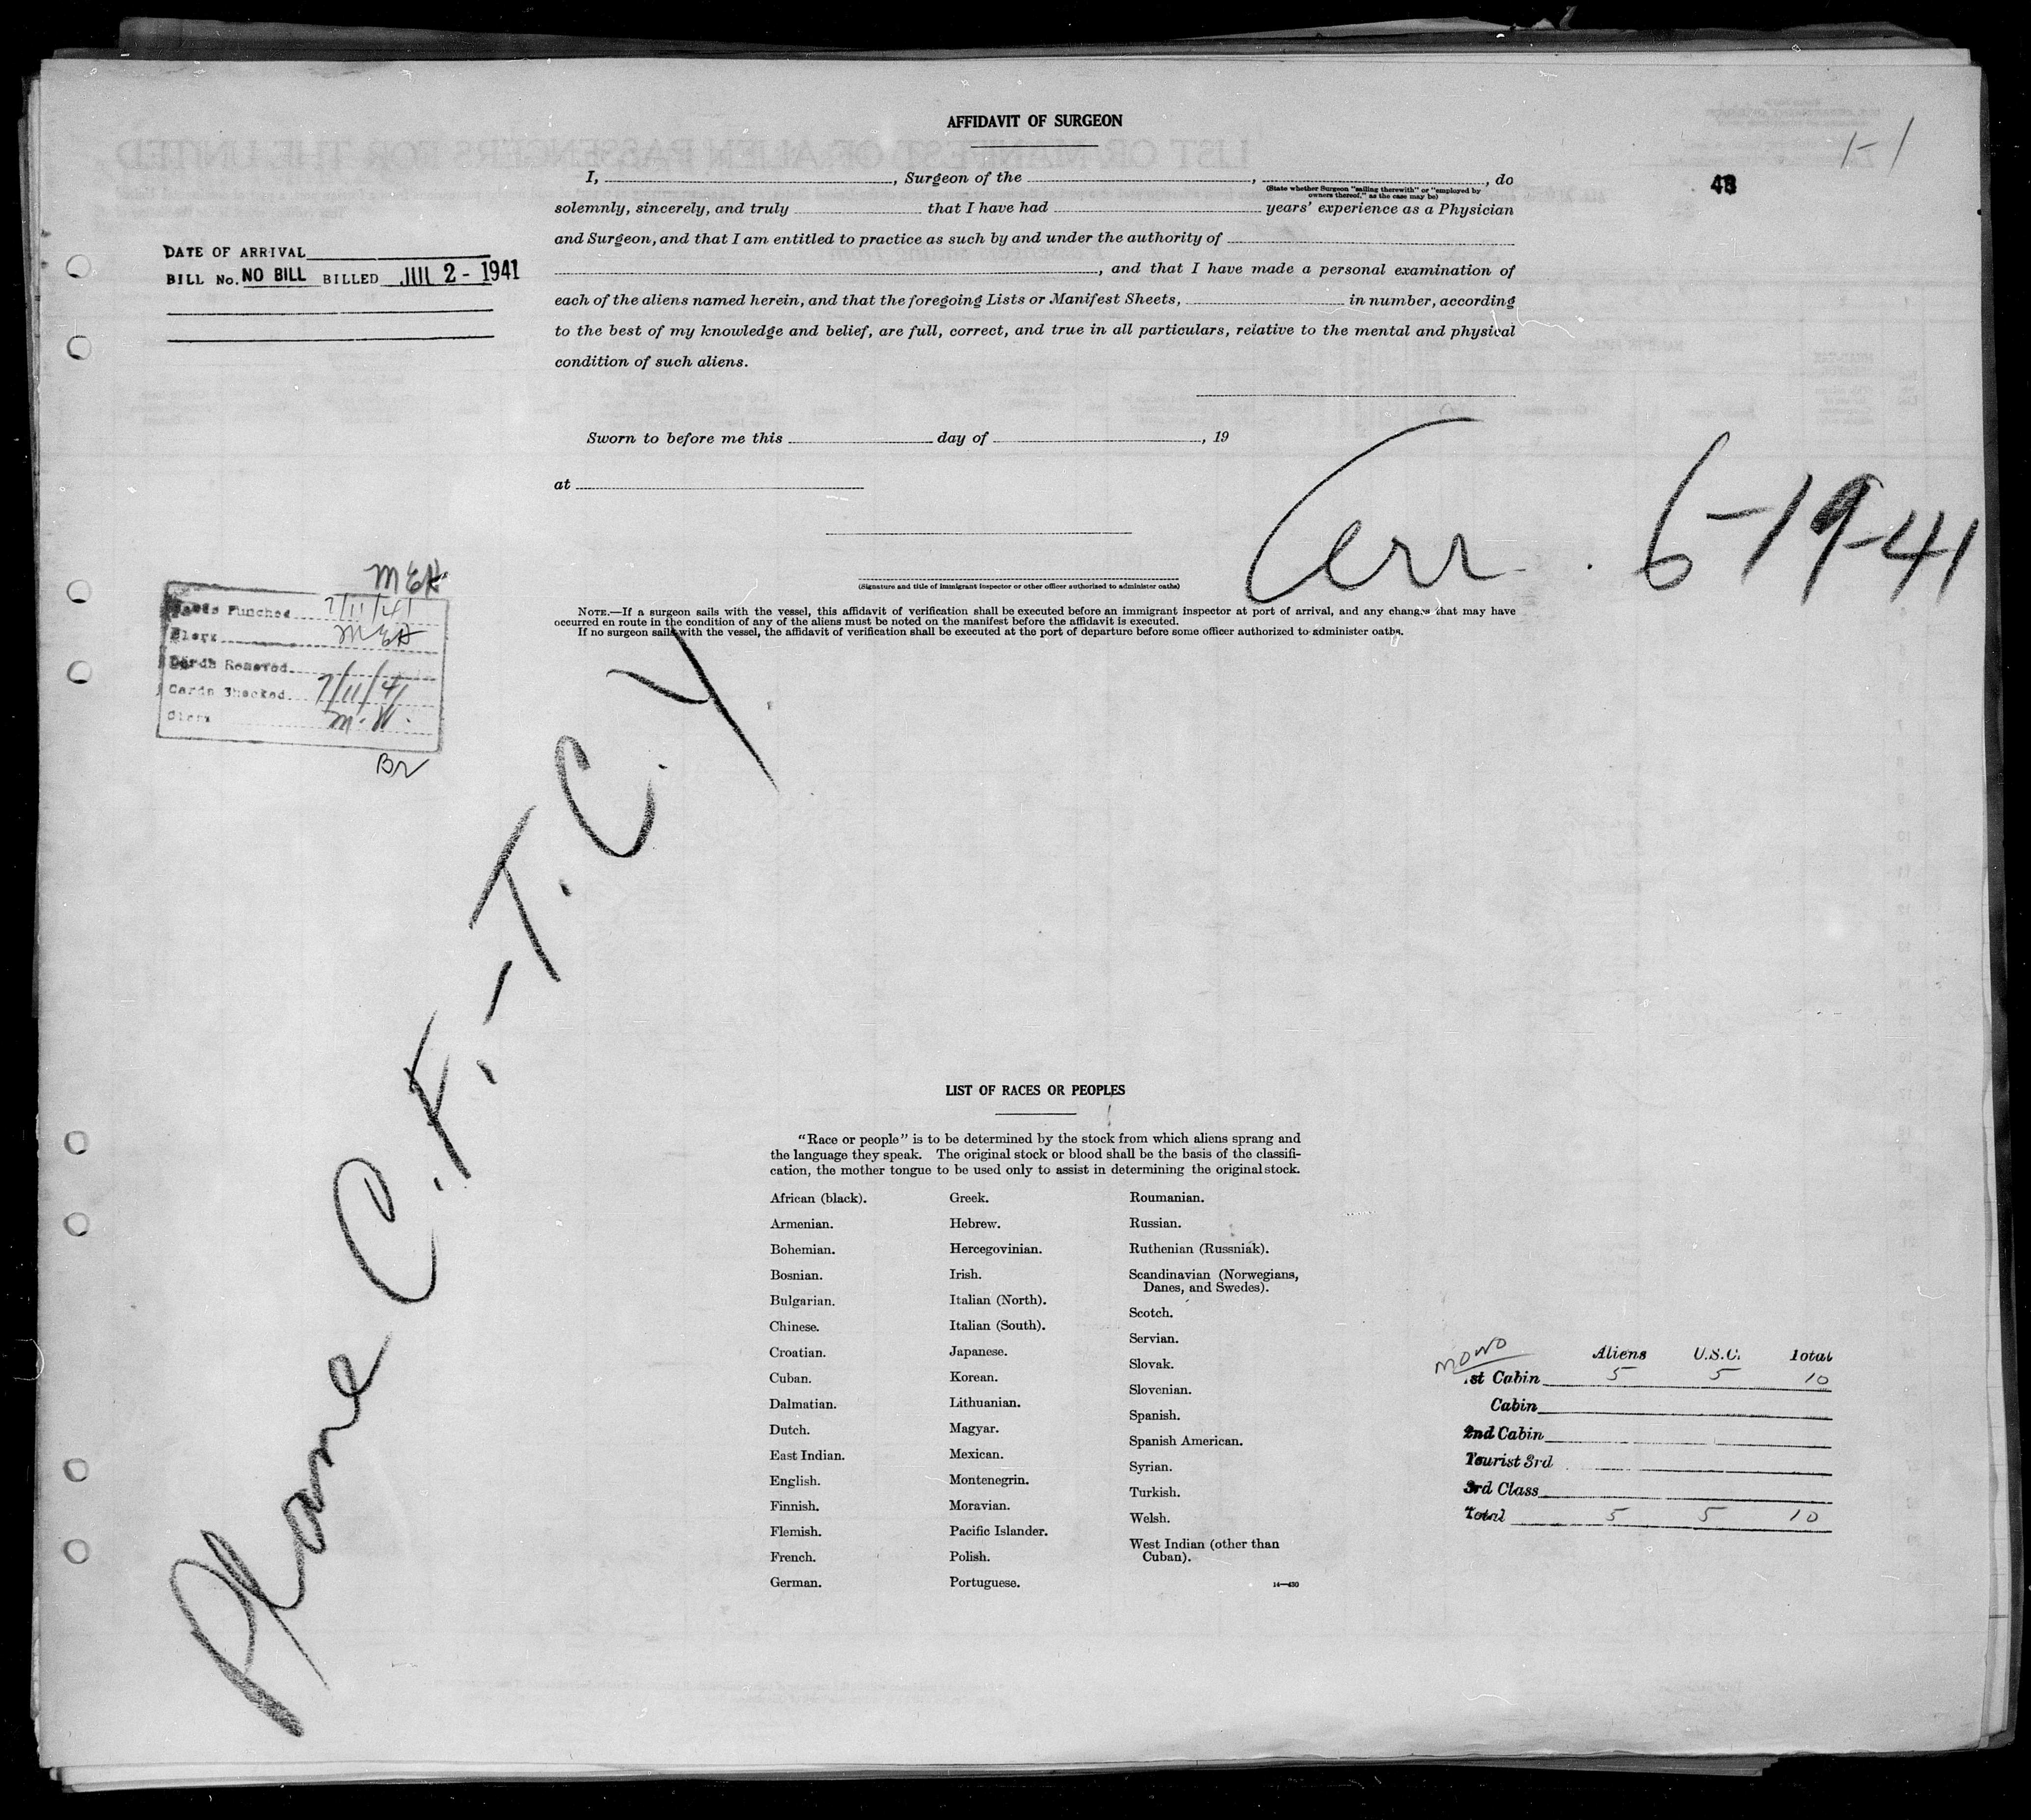 AFFIDAVIT OF SURGEON
1-1
I, , Surgeon of the , , do
(State whether Surgeon "sailing therewith" or "employed by
owners thereof," as the case may be)
solemnly, sincerely, and truly that I have had years' experience as a Physician
and Surgeon, and that I am entitled to practice as such by and under the authority of
, and that I have made a personal examination of
each of the aliens named herein, and that the foregoing Lists or Manifest Sheets, in number, according
to the best of my knowledge and belief, are full, correct, and true in all particulars, relative to the mental and physical
condition of such aliens.
Sworn to before me this day of , 19
at
(Signature and title of immigrant inspector or other officer authorized to administer oaths)
NOTE.—If a surgeon sails with the vessel, this affidavit of verification shall be executed before an immigrant inspector at port of arrival, and any changes that may have
occurred en route in the condition of any of the aliens must be noted on the manifest before the affidavit is executed.
If no surgeon sails with the vessel, the affidavit of verification shall be executed at the port of departure before some officer authorized to administer oaths.
DATE OF ARRIVAL
BILL No. NO BILL BILLED JUL 2 - 1941
Arr. 6-19-41
MEH
Cards Punched 7/11/41
Clerk MEH
Cards Removed
Cards Checked 7/11/41
Clerk M.W.
Br
Plane C.F.-T.C.Y
LIST OF RACES OR PEOPLES
"Race or people" is to be determined by the stock from which aliens sprang and
the language they speak. The original stock or blood shall be the basis of the classifi-
cation, the mother tongue to be used only to assist in determining the original stock.
African (black).
Armenian.
Bohemian.
Bosnian.
Bulgarian.
Chinese.
Croatian.
Cuban.
Dalmatian.
Dutch.
East Indian.
English.
Finnish.
Flemish.
French.
German.
Greek.
Hebrew.
Hercegovinian.
Irish.
Italian (North).
Italian (South).
Japanese.
Korean.
Lithuanian.
Magyar.
Mexican.
Montenegrin.
Moravian.
Pacific Islander.
Polish.
Portuguese.
Roumanian.
Russian.
Ruthenian (Russniak).
Scandinavian (Norwegians,
Danes, and Swedes).
Scotch.
Servian.
Slovak.
Slovenian.
Spanish.
Spanish American.
Syrian.
Turkish.
Welsh.
West Indian (other than
Cuban).
14—430
Aliens U.S.C. Total
1st Cabin 5 5 10
Cabin
2nd Cabin
Tourist 3rd
3rd Class
Total 5 5 10